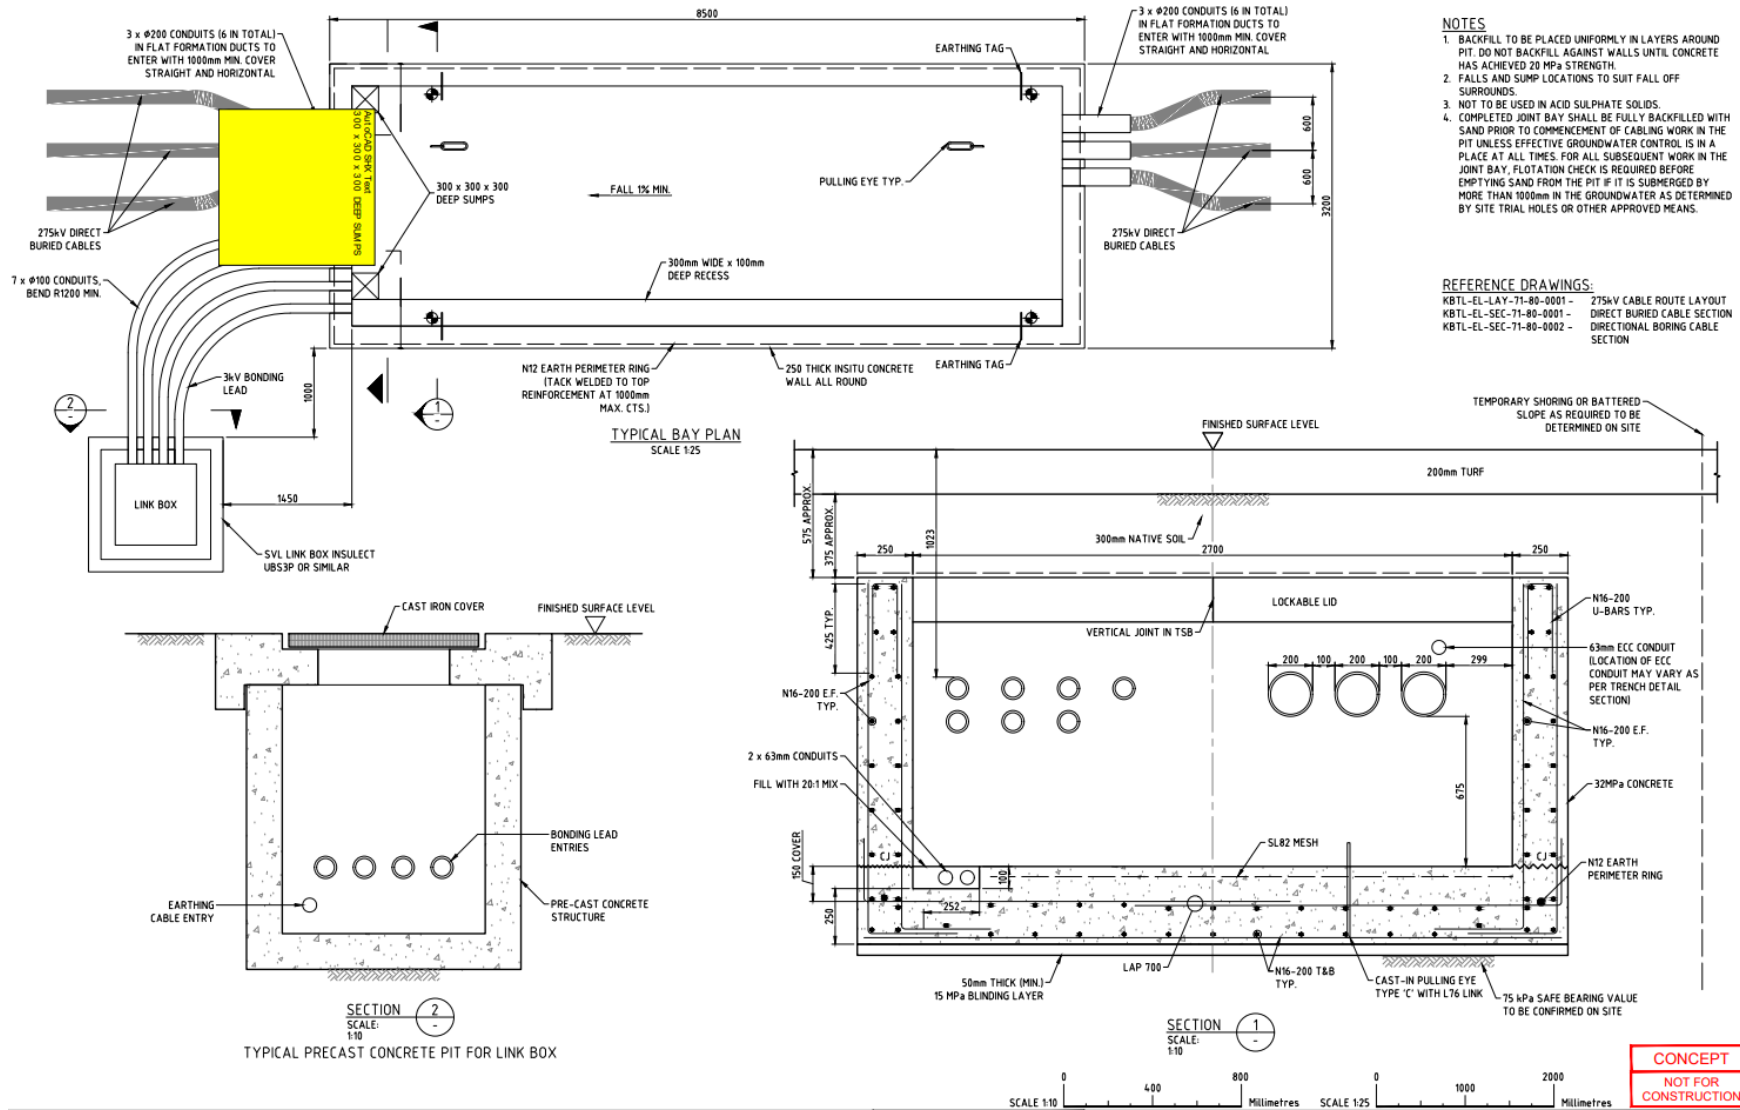 8500
3 x ø200 CONDUITS (6 IN TOTAL)
IN FLAT FORMATION DUCTS TO
ENTER WITH 1000mm MIN. COVER
STRAIGHT AND HORIZONTAL
EARTHING TAG
3 x ø200 CONDUITS (6 IN TOTAL)
IN FLAT FORMATION DUCTS TO
ENTER WITH 1000mm MIN. COVER
STRAIGHT AND HORIZONTAL
AutoCAD SHX Text
300 x 300 x 300 DEEP SUMPS
300 x 300 x 300
DEEP SUMPS
FALL 1% MIN.
PULLING EYE TYP.
600
600
3200
275kV DIRECT
BURIED CABLES
275kV DIRECT
BURIED CABLES
7 x ø100 CONDUITS,
BEND R1200 MIN.
300mm WIDE x 100mm
DEEP RECESS
N12 EARTH PERIMETER RING
(TACK WELDED TO TOP
REINFORCEMENT AT 1000mm
MAX. CTS.)
250 THICK INSITU CONCRETE
WALL ALL ROUND
EARTHING TAG
3kV BONDING
LEAD
1000
2
-
1
-
TYPICAL BAY PLAN
SCALE 1:25
LINK BOX
1450
SVL LINK BOX INSULECT
UBS3P OR SIMILAR
NOTES
1. BACKFILL TO BE PLACED UNIFORMLY IN LAYERS AROUND
PIT. DO NOT BACKFILL AGAINST WALLS UNTIL CONCRETE
HAS ACHIEVED 20 MPa STRENGTH.
2. FALLS AND SUMP LOCATIONS TO SUIT FALL OFF
SURROUNDS.
3. NOT TO BE USED IN ACID SULPHATE SOLIDS.
4. COMPLETED JOINT BAY SHALL BE FULLY BACKFILLED WITH
SAND PRIOR TO COMMENCEMENT OF CABLING WORK IN THE
PIT UNLESS EFFECTIVE GROUNDWATER CONTROL IS IN A
PLACE AT ALL TIMES. FOR ALL SUBSEQUENT WORK IN THE
JOINT BAY, FLOTATION CHECK IS REQUIRED BEFORE
EMPTYING SAND FROM THE PIT IF IT IS SUBMERGED BY
MORE THAN 1000mm IN THE GROUNDWATER AS DETERMINED
BY SITE TRIAL HOLES OR OTHER APPROVED MEANS.
REFERENCE DRAWINGS:
KBTL-EL-LAY-71-80-0001 - 275kV CABLE ROUTE LAYOUT
KBTL-EL-SEC-71-80-0001 - DIRECT BURIED CABLE SECTION
KBTL-EL-SEC-71-80-0002 - DIRECTIONAL BORING CABLE
SECTION
TEMPORARY SHORING OR BATTERED
SLOPE AS REQUIRED TO BE
DETERMINED ON SITE
FINISHED SURFACE LEVEL
200mm TURF
575 APPROX.
375 APPROX.
1023
300mm NATIVE SOIL
250
2700
250
LOCKABLE LID
VERTICAL JOINT IN TSB
425 TYP.
N16-200
U-BARS TYP.
63mm ECC CONDUIT
(LOCATION OF ECC
CONDUIT MAY VARY AS
PER TRENCH DETAIL
SECTION)
200
100
200
100
200
299
N16-200 E.F.
TYP.
N16-200 E.F.
TYP.
2 x 63mm CONDUITS
FILL WITH 20:1 MIX
675
32MPa CONCRETE
150 COVER
CJ
SL82 MESH
CJ
N12 EARTH
PERIMETER RING
100
252
250
LAP 700
50mm THICK (MIN.)
15 MPa BLINDING LAYER
N16-200 T&B
TYP.
CAST-IN PULLING EYE
TYPE 'C' WITH L76 LINK
75 kPa SAFE BEARING VALUE
TO BE CONFIRMED ON SITE
SECTION
SCALE:
1:10
1
-
CAST IRON COVER
FINISHED SURFACE LEVEL
BONDING LEAD
ENTRIES
EARTHING
CABLE ENTRY
PRE-CAST CONCRETE
STRUCTURE
SECTION
SCALE:
1:10
2
-
TYPICAL PRECAST CONCRETE PIT FOR LINK BOX
SCALE 1:10
0
400
800
Millimetres
SCALE 1:25
0
1000
2000
Millimetres
CONCEPT
NOT FOR
CONSTRUCTION